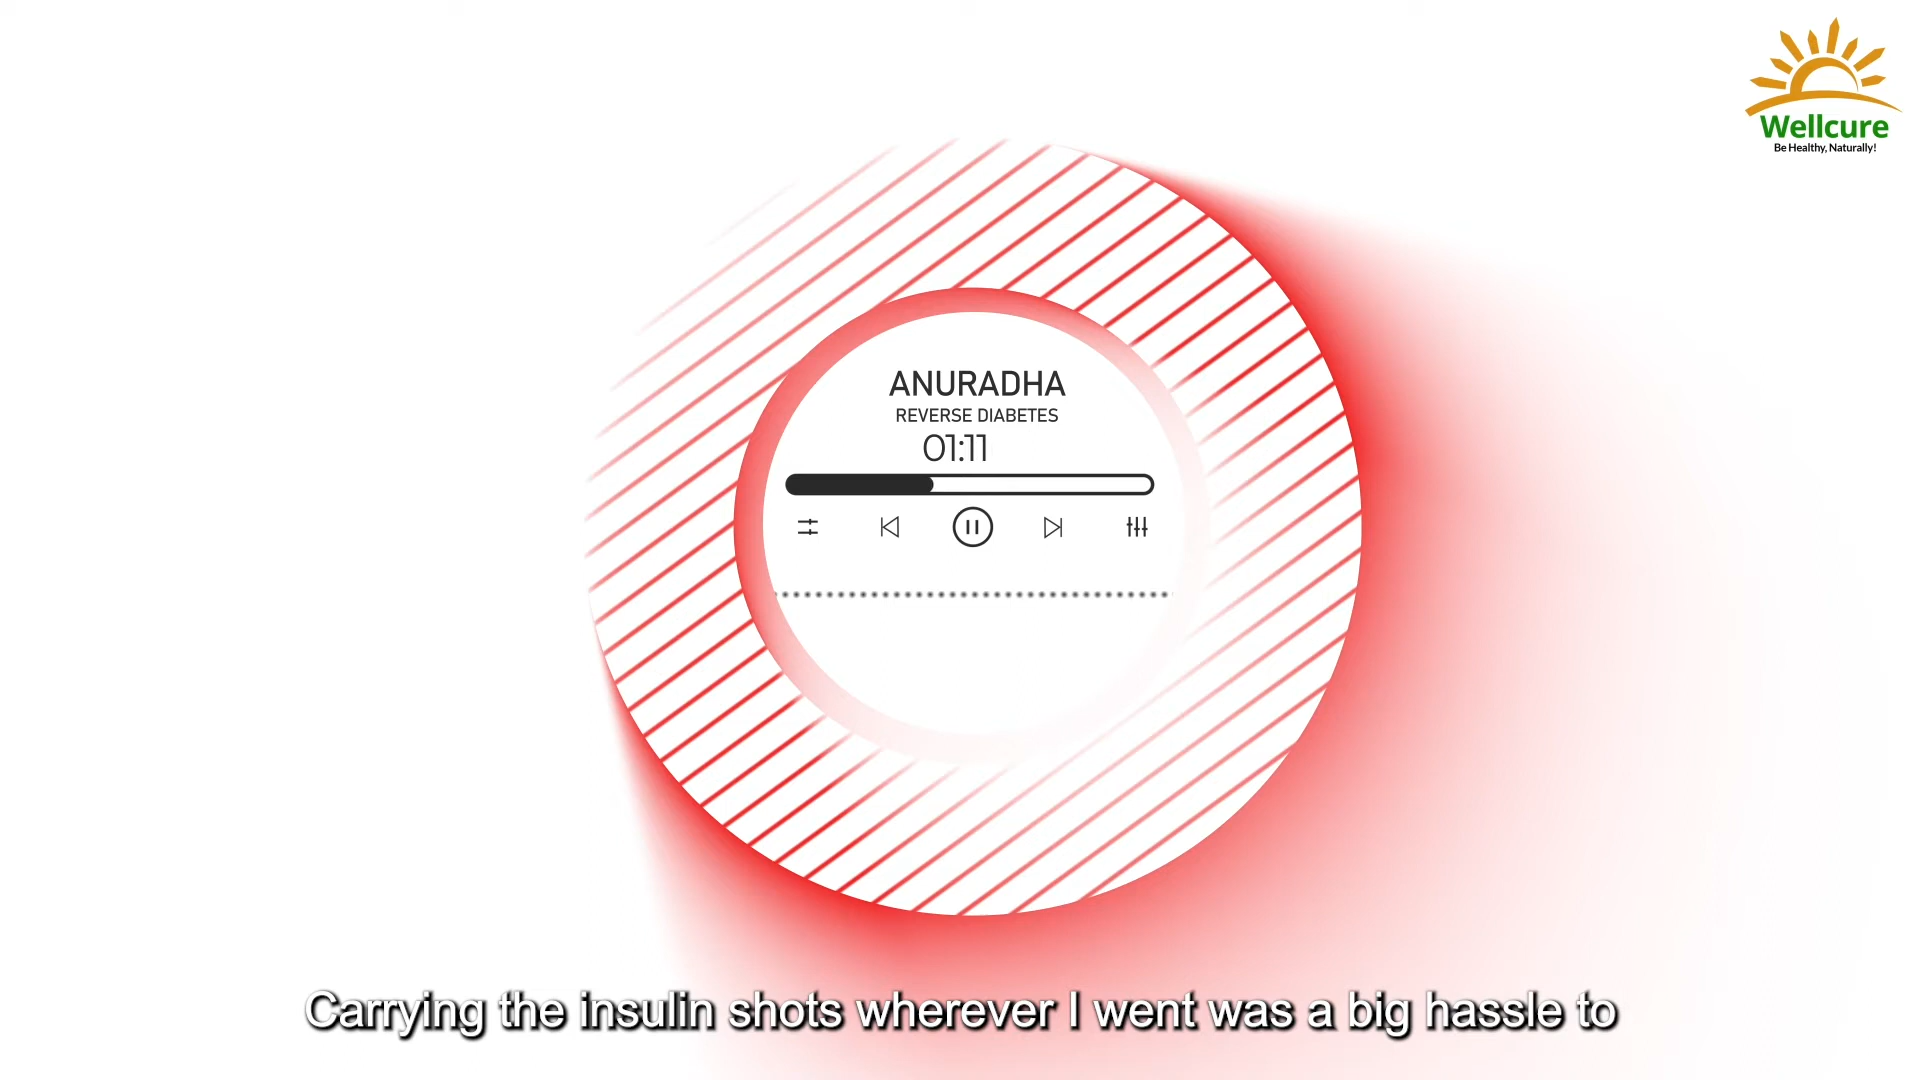 Wellcure
Be Healthy, Naturally!
ANURADHA
REVERSE DIABETES
01:11
Carrying the insulin shots wherever I went was a big hassle to